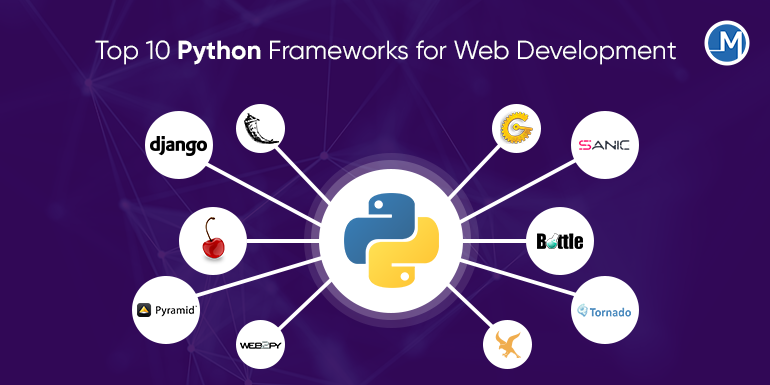 Top 10 Python Frameworks for Web Development
M
django
SANIC
Bottle
Pyramid
Tornado
WEB2PY